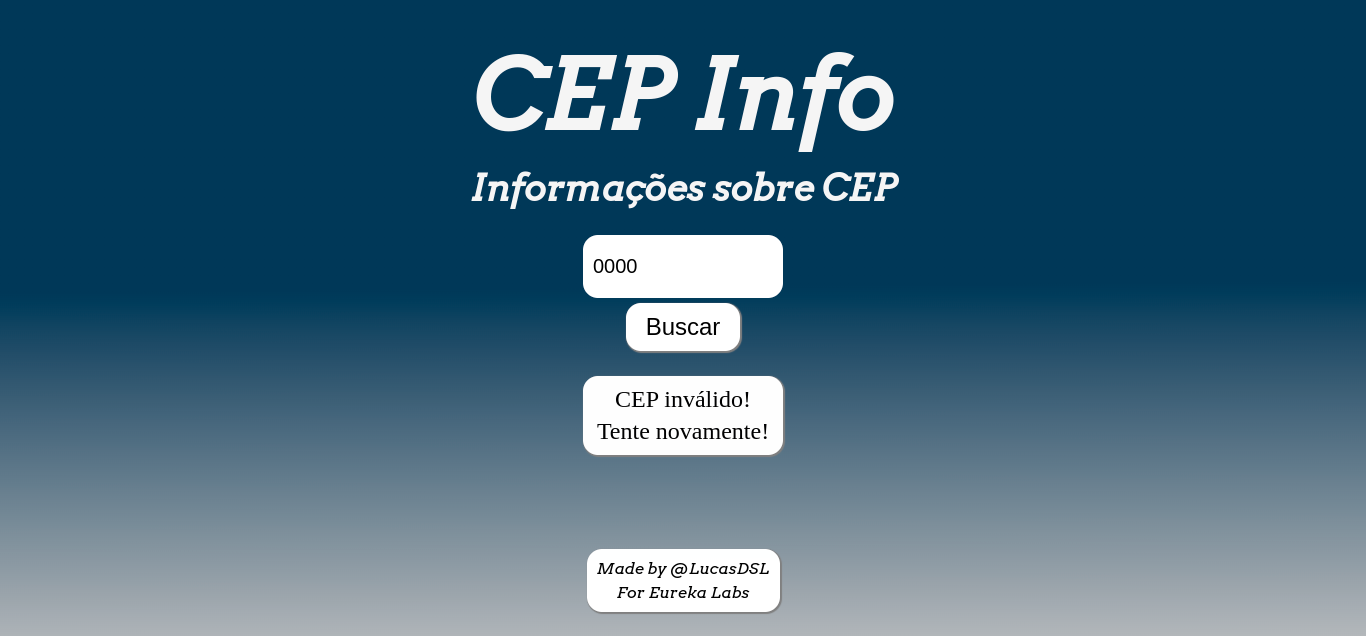 CEP Info
Informações sobre CEP
0000
Buscar
CEP inválido!
Tente novamente!
Made by @LucasDSL
For Eureka Labs